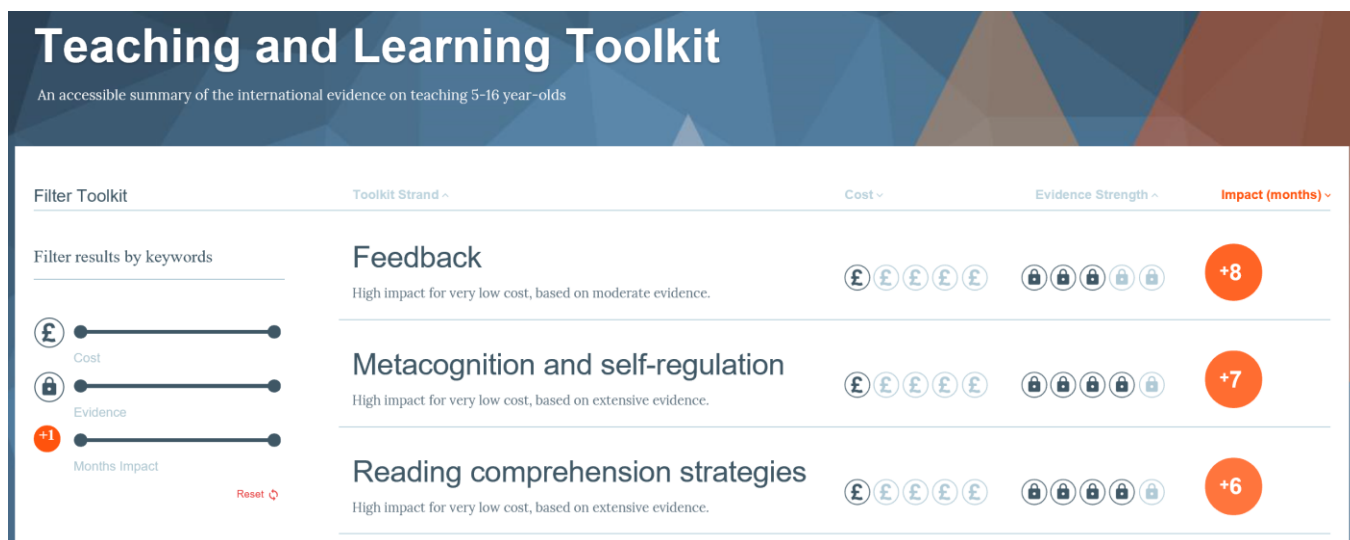 Teaching and Learning Toolkit
An accessible summary of the international evidence on teaching 5-16 year-olds
Filter Toolkit
Toolkit Strand
Cost
Evidence Strength
Impact (months)
Filter results by keywords
£
Cost
Evidence
+1
Months Impact
Reset
Feedback
High impact for very low cost, based on moderate evidence.
£ £ £ £ £
+8
Metacognition and self-regulation
High impact for very low cost, based on extensive evidence.
£ £ £ £ £
+7
Reading comprehension strategies
High impact for very low cost, based on extensive evidence.
£ £ £ £ £
+6